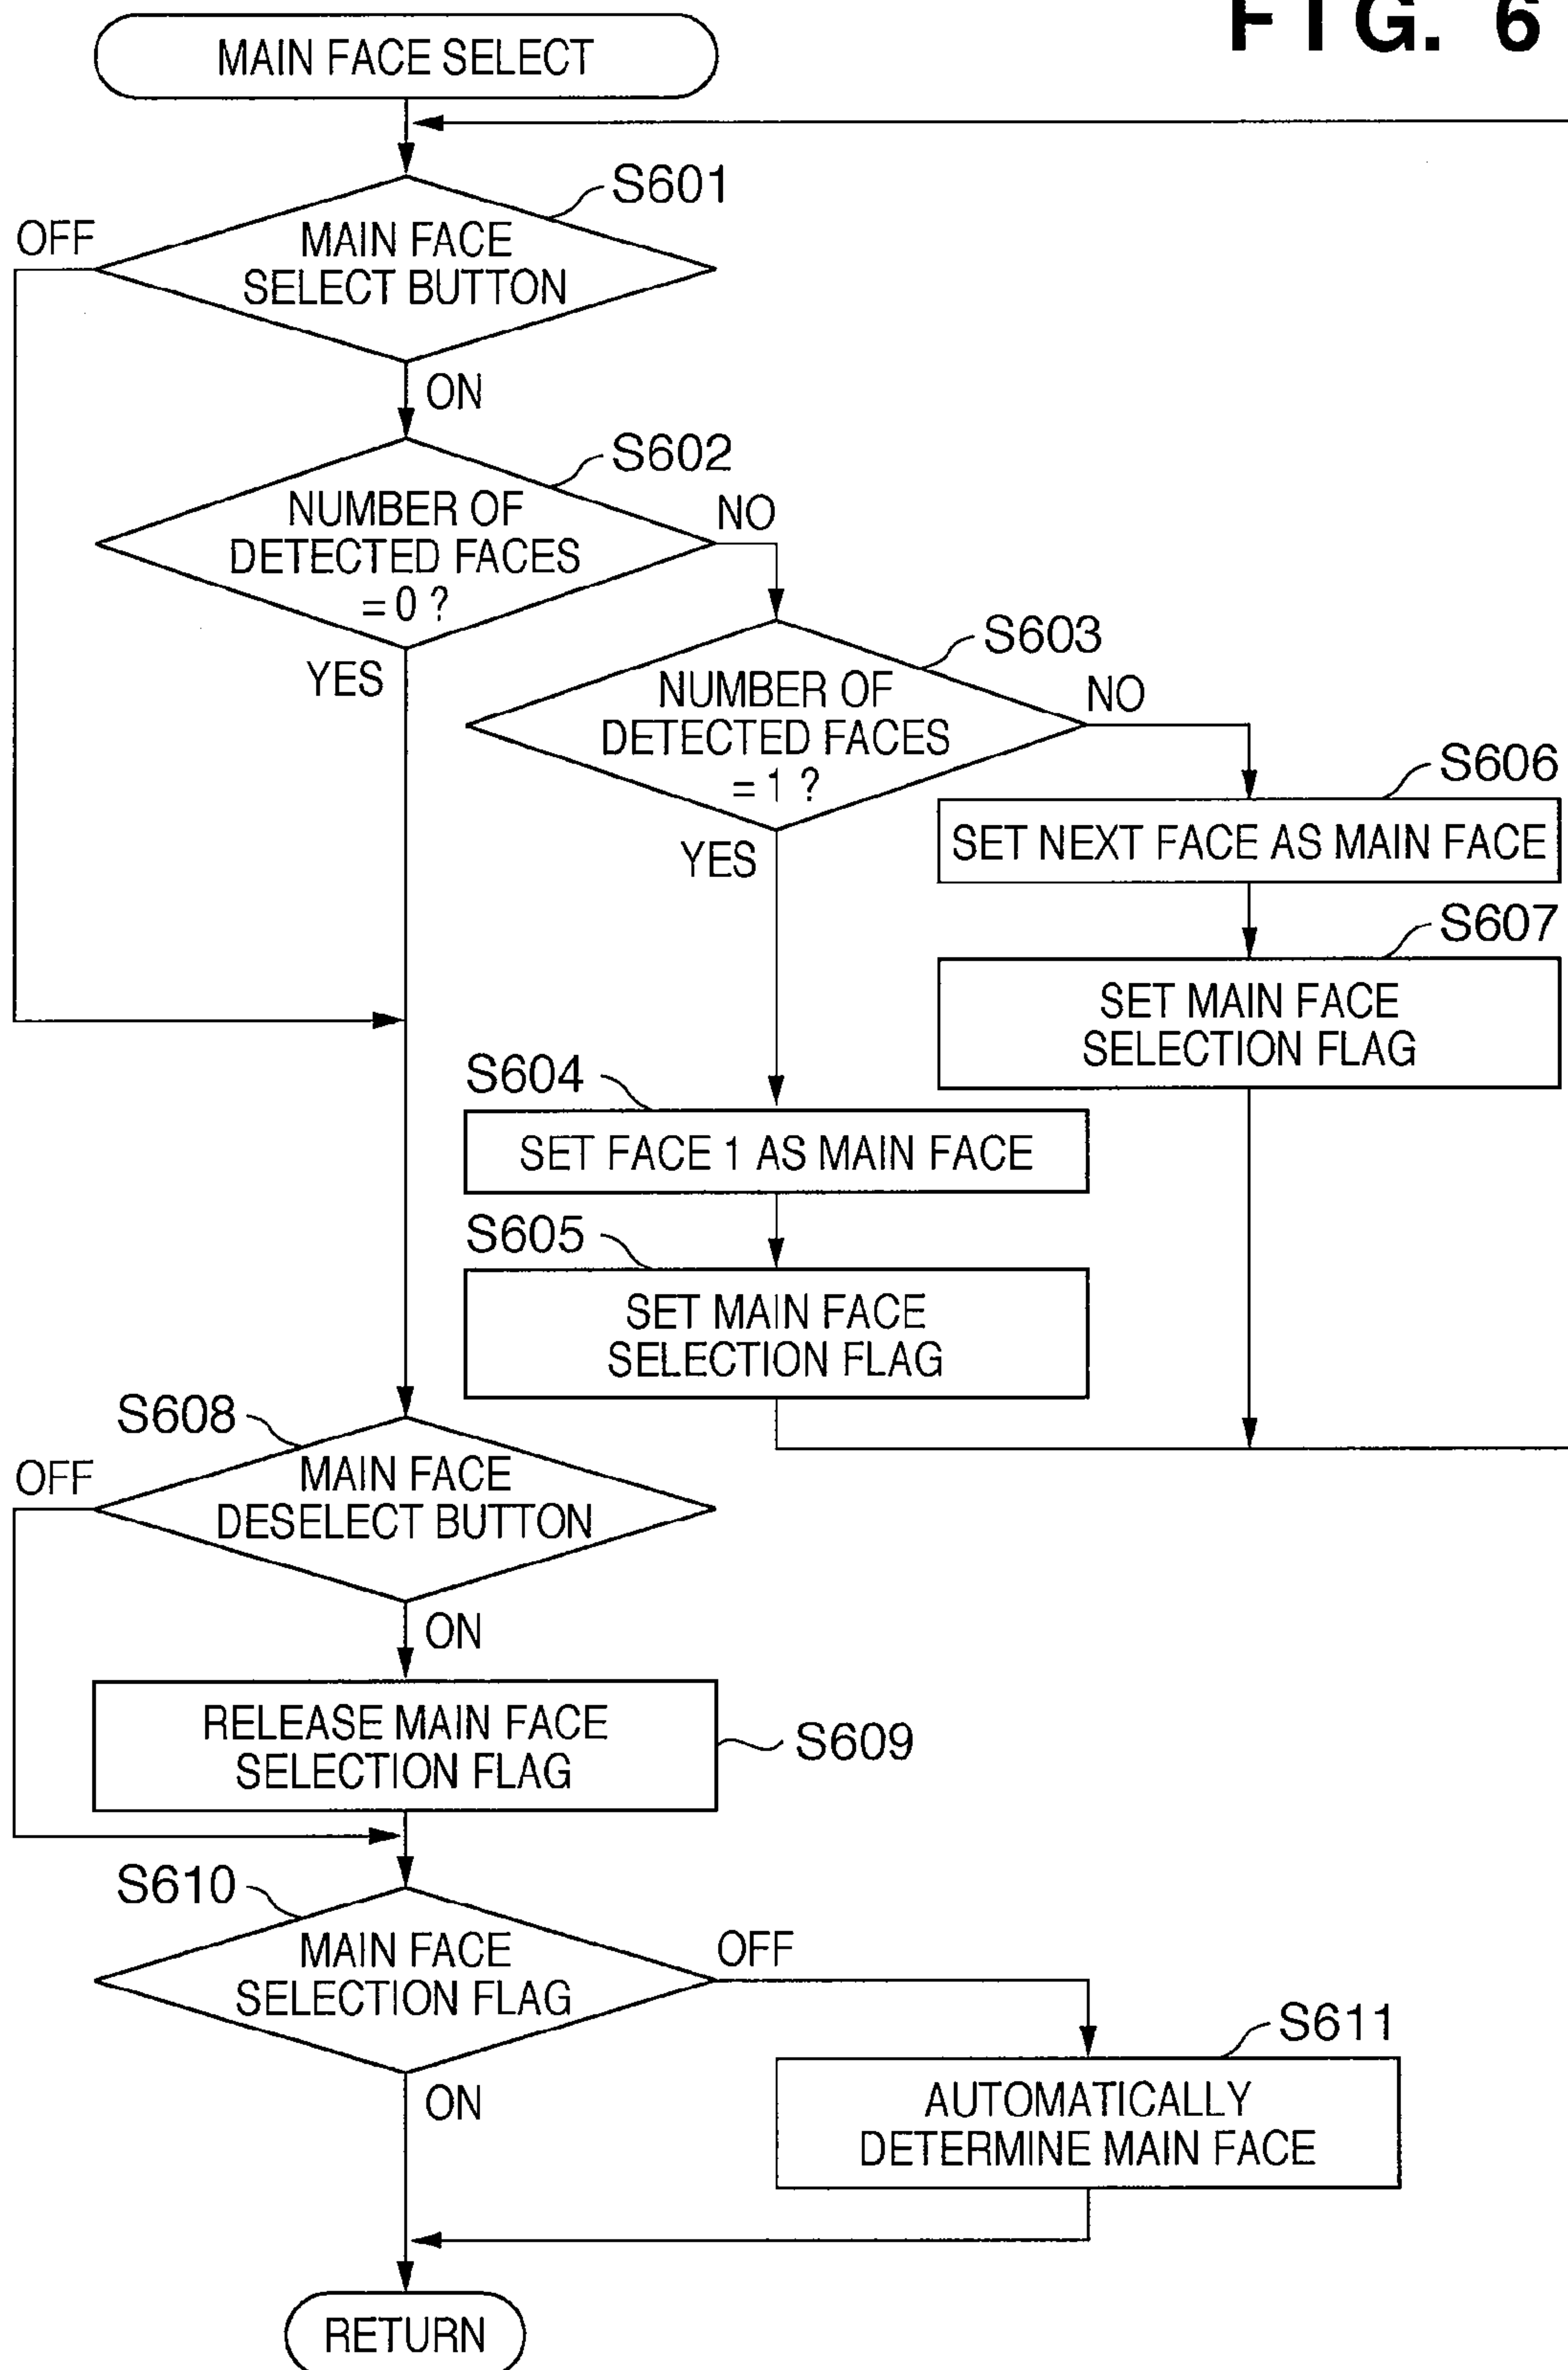 FIG. 6
MAIN FACE SELECT
S601
OFF
MAIN FACE
SELECT BUTTON
ON
S602
NUMBER OF
DETECTED FACES
= 0 ?
NO
YES
S603
NUMBER OF
DETECTED FACES
= 1 ?
NO
YES
S606
SET NEXT FACE AS MAIN FACE
S607
SET MAIN FACE
SELECTION FLAG
S604
SET FACE 1 AS MAIN FACE
S605
SET MAIN FACE
SELECTION FLAG
S608
OFF
MAIN FACE
DESELECT BUTTON
ON
RELEASE MAIN FACE
SELECTION FLAG
S609
S610
MAIN FACE
SELECTION FLAG
OFF
ON
S611
AUTOMATICALLY
DETERMINE MAIN FACE
RETURN